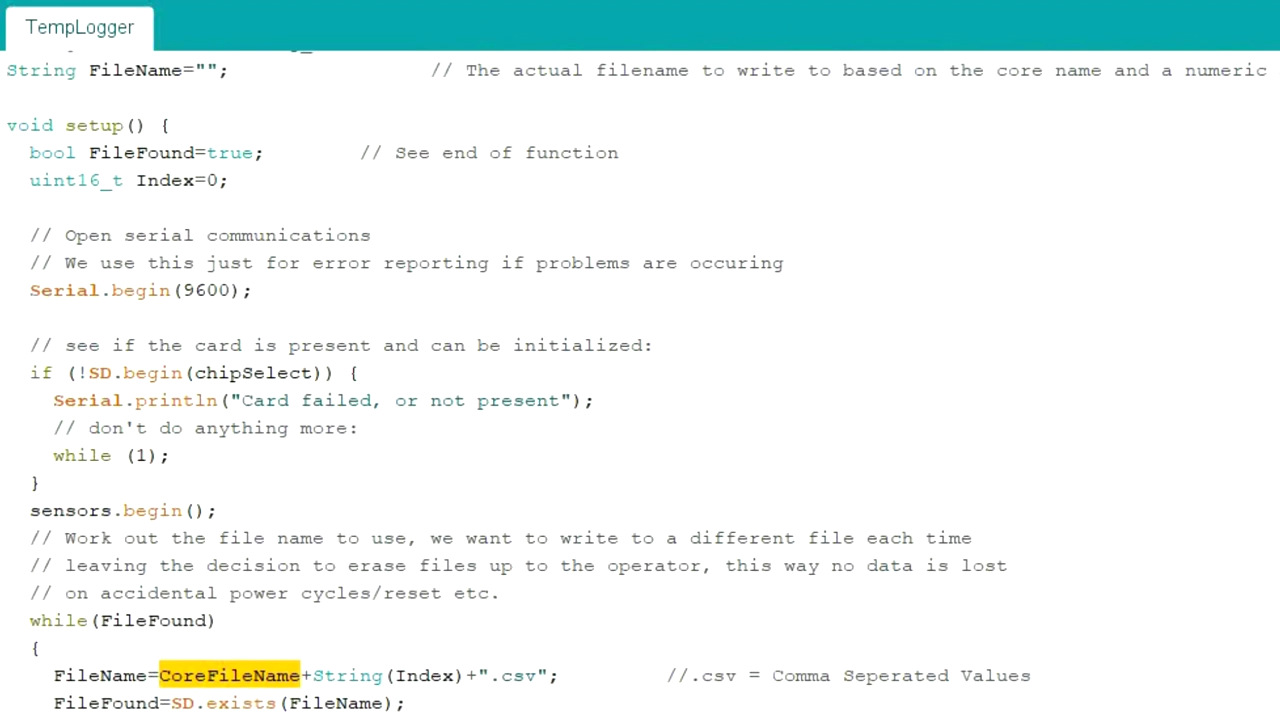 TempLogger
String FileName=""; // The actual filename to write to based on the core name and a numeric
void setup() {
bool FileFound=true; // See end of function
uint16_t Index=0;
// Open serial communications
// We use this just for error reporting if problems are occuring
Serial.begin(9600);
// see if the card is present and can be initialized:
if (!SD.begin(chipSelect)) {
Serial.println("Card failed, or not present");
// don't do anything more:
while (1);
}
sensors.begin();
// Work out the file name to use, we want to write to a different file each time
// leaving the decision to erase files up to the operator, this way no data is lost
// on accidental power cycles/reset etc.
while(FileFound)
{
FileName=CoreFileName+String(Index)+".csv"; //.csv = Comma Seperated Values
FileFound=SD.exists(FileName);